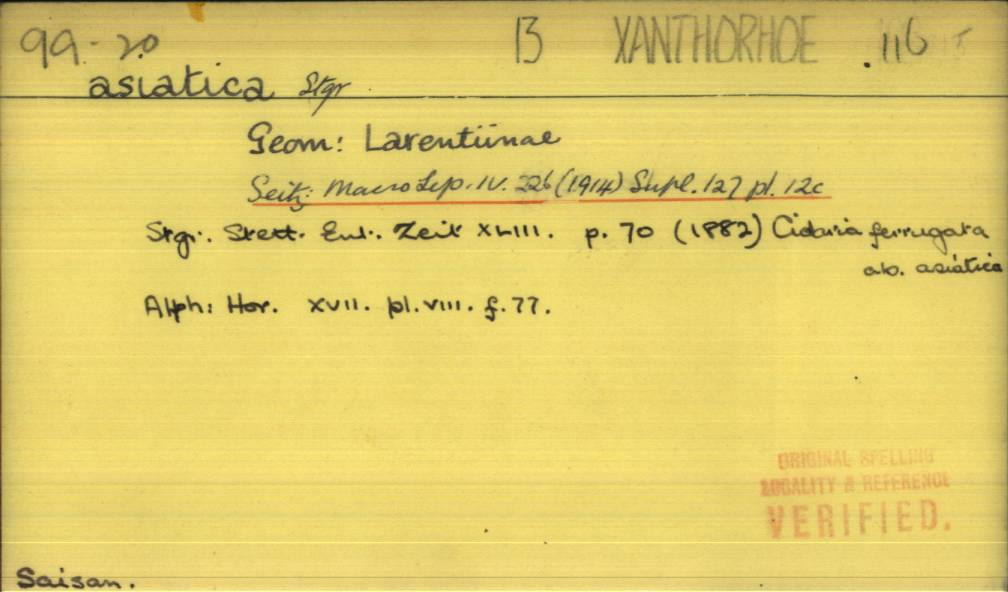 99-20 13 XANTHORHOE .116
asiatica Stgr.
Geom: Larentiinae
Seitz: Macro Lep. IV. 226 (1914) Supl. 127 pl. 12c
Stgr. Stett. Ent. Zeit XLIII. p. 70 (1882) Cidaria ferrugata
ab. asiatica
Alph: Hor. XVII. pl. VIII. f. 77.
ORIGINAL SPELLING
LOCALITY & REFERENCE
VERIFIED.
Saisan.